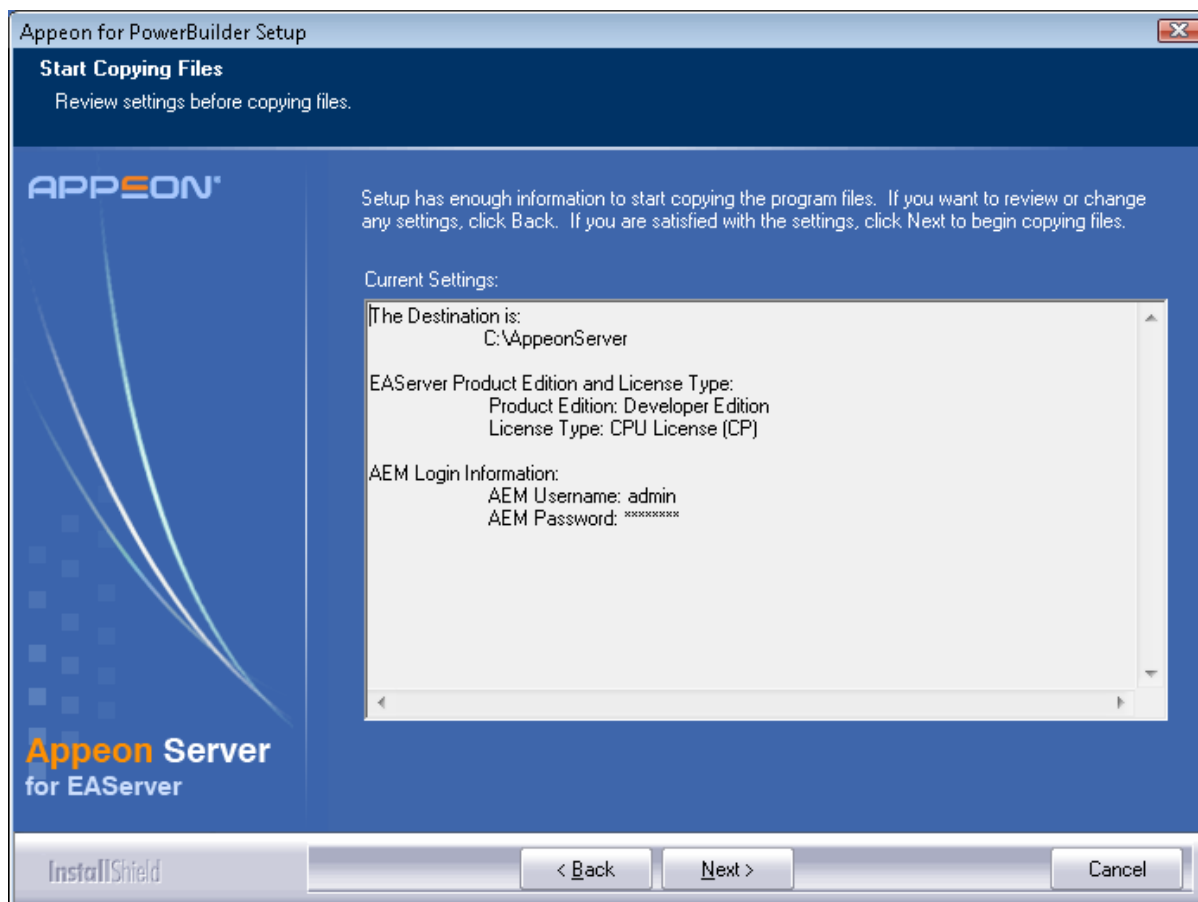 Appeon for PowerBuilder Setup
Start Copying Files
Review settings before copying files.
APPEON®
Setup has enough information to start copying the program files. If you want to review or change
any settings, click Back. If you are satisfied with the settings, click Next to begin copying files.
Current Settings:
The Destination is:
C:\AppeonServer
EAServer Product Edition and License Type:
Product Edition: Developer Edition
License Type: CPU License (CP)
AEM Login Information:
AEM Username: admin
AEM Password: ********
Appeon Server
for EAServer
InstallShield
< Back
Next >
Cancel